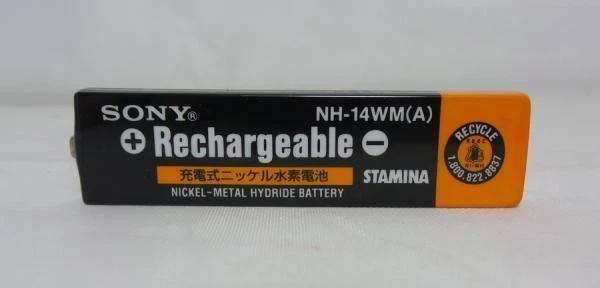 SONY®
NH-14WM(A)
+ Rechargeable -
充電式ニッケル水素電池
STAMINA
NICKEL-METAL HYDRIDE BATTERY
RECYCLE
1.800.822.8837